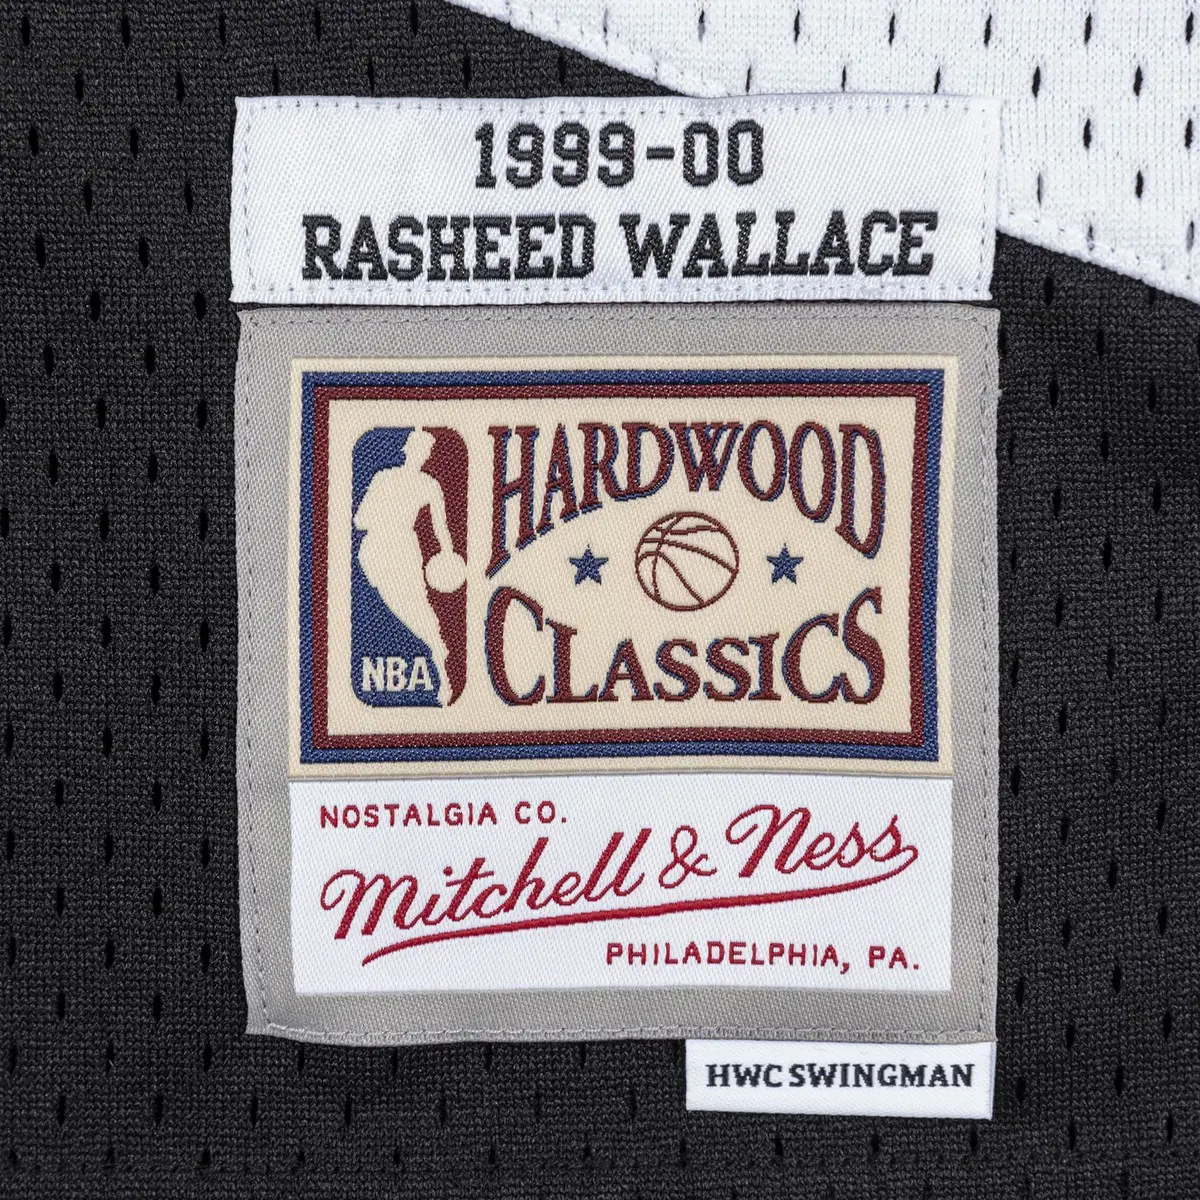 1999-00
RASHEED WALLACE
HARDWOOD
CLASSICS
NBA
NOSTALGIA CO.
Mitchell & Ness
PHILADELPHIA, PA.
HWC SWINGMAN